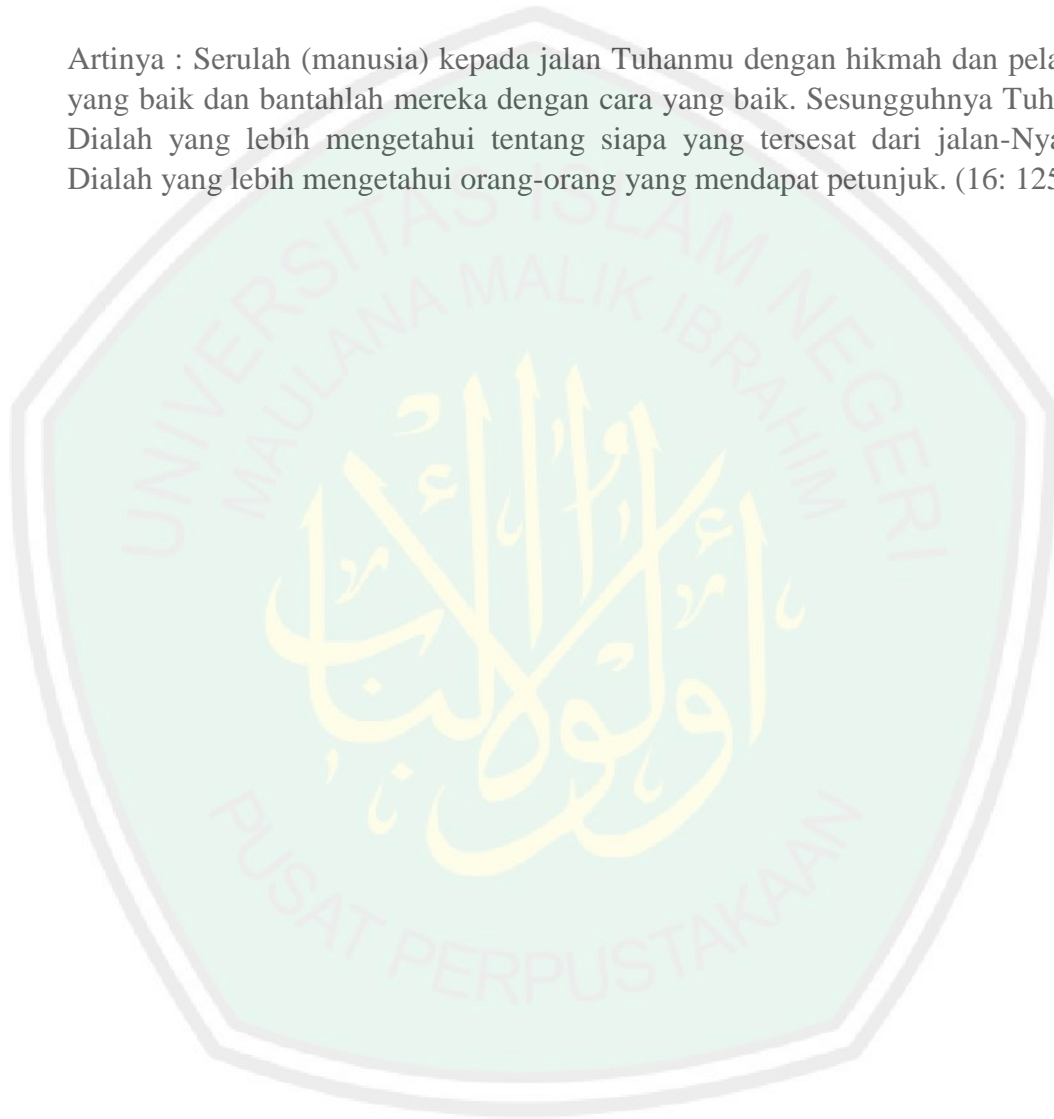 Artinya : Serulah (manusia) kepada jalan Tuhanmu dengan hikmah dan pela
yang baik dan bantahlah mereka dengan cara yang baik. Sesungguhnya Tuh
Dialah yang lebih mengetahui tentang siapa yang tersesat dari jalan-Nya
Dialah yang lebih mengetahui orang-orang yang mendapat petunjuk. (16: 125
UNIVERSITAS ISLAM NEGERI
MAULANA MALIK IBRAHIM
أولوا الألباب
PUSAT PERPUSTAKAAN